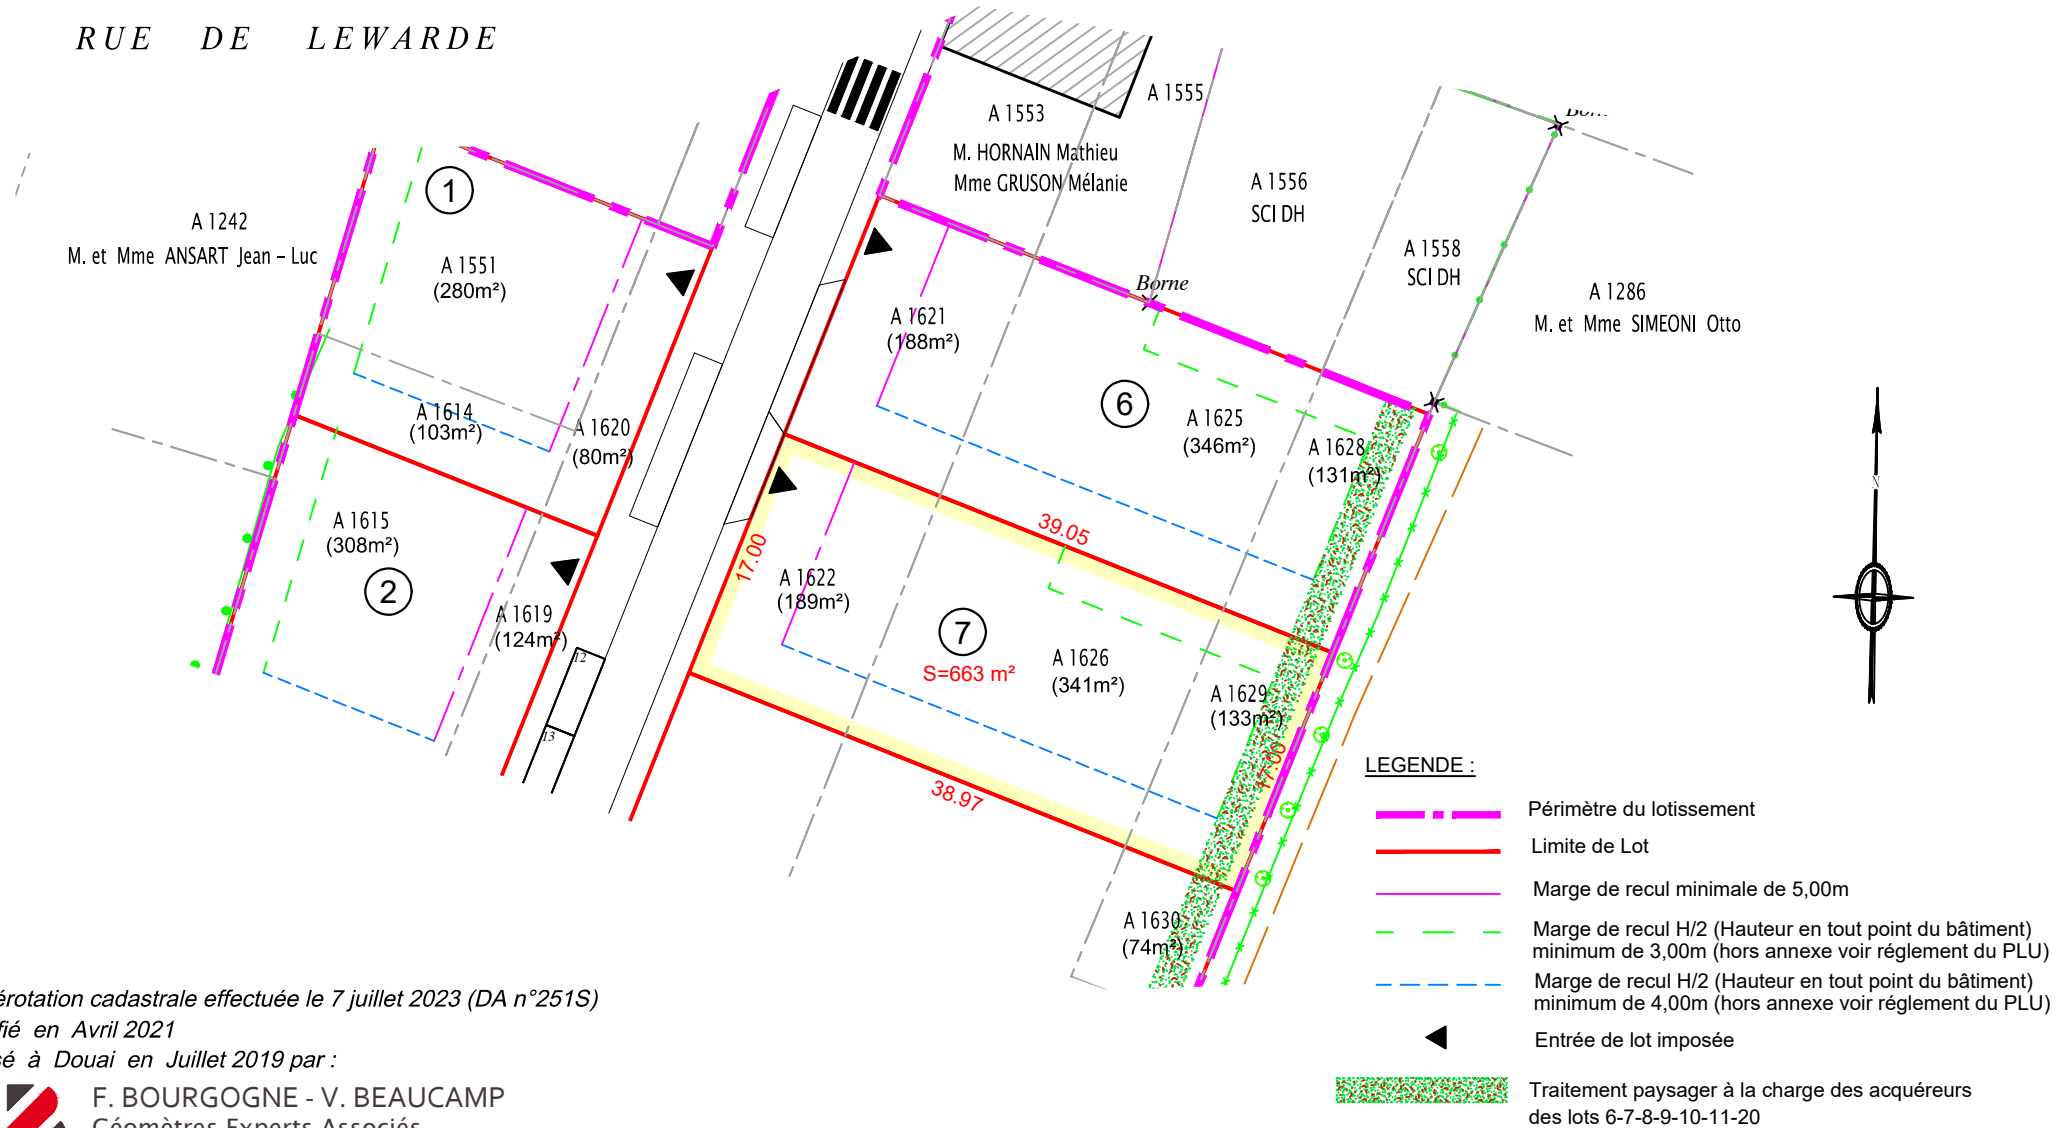 RUE DE LEWARDE
A 1242
M. et Mme ANSART Jean – Luc
1
A 1551
(280m²)
A 1614
(103m²)
A 1620
(80m²)
A 1615
(308m²)
2
A 1619
(124m²)
12
13
A 1553
M. HORNAIN Mathieu
Mme GRUSON Mélanie
A 1555
A 1556
SCI DH
A 1558
SCI DH
A 1286
M. et Mme SIMEONI Otto
Borne
Borne
A 1621
(188m²)
6
A 1625
(346m²)
A 1628
(131m²)
39.05
17.00
A 1622
(189m²)
7
S=663 m²
A 1626
(341m²)
A 1629
(133m²)
17.00
38.97
A 1630
(74m²)
N
LEGENDE :
Périmètre du lotissement
Limite de Lot
Marge de recul minimale de 5,00m
Marge de recul H/2 (Hauteur en tout point du bâtiment)
minimum de 3,00m (hors annexe voir réglement du PLU)
Marge de recul H/2 (Hauteur en tout point du bâtiment)
minimum de 4,00m (hors annexe voir réglement du PLU)
Entrée de lot imposée
Traitement paysager à la charge des acquéreurs
des lots 6-7-8-9-10-11-20
érotation cadastrale effectuée le 7 juillet 2023 (DA n°251S)
fié en Avril 2021
sé à Douai en Juillet 2019 par :
F. BOURGOGNE - V. BEAUCAMP
Géomètres Experts Associés